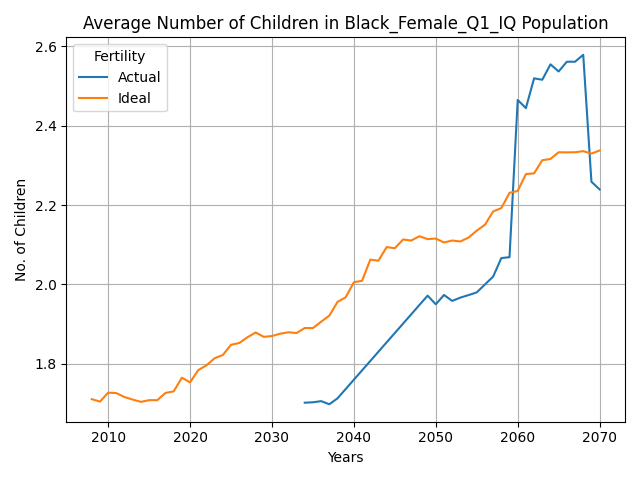 Average Number of Children in Black_Female_Q1_IQ Population
Fertility
Actual
Ideal
No. of Children
2.6
2.4
2.2
2.0
1.8
2010 2020 2030 2040 2050 2060 2070
Years